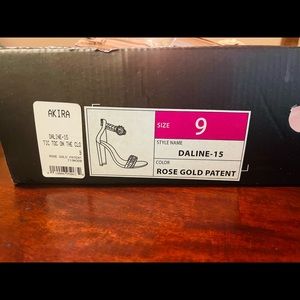 AKIRA
DALINE-15
TIC TOC ON THE CLO
9
ROSE GOLD PATENT
SIZE
9
STYLE NAME
DALINE-15
COLOR
ROSE GOLD PATENT